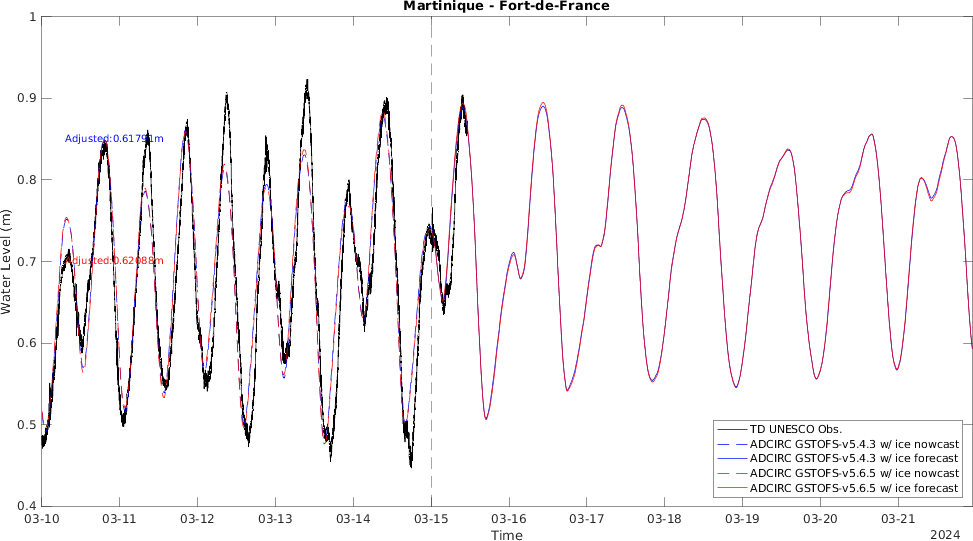 Martinique - Fort-de-France
1
0.9
0.8
0.7
0.6
0.5
0.4
Water Level (m)
Adjusted:0.61791m
Adjusted:0.62088m
TD UNESCO Obs.
ADCIRC GSTOFS-v5.4.3 w/ ice nowcast
ADCIRC GSTOFS-v5.4.3 w/ ice forecast
ADCIRC GSTOFS-v5.6.5 w/ ice nowcast
ADCIRC GSTOFS-v5.6.5 w/ ice forecast
03-10 03-11 03-12 03-13 03-14 03-15 03-16 03-17 03-18 03-19 03-20 03-21
Time
2024